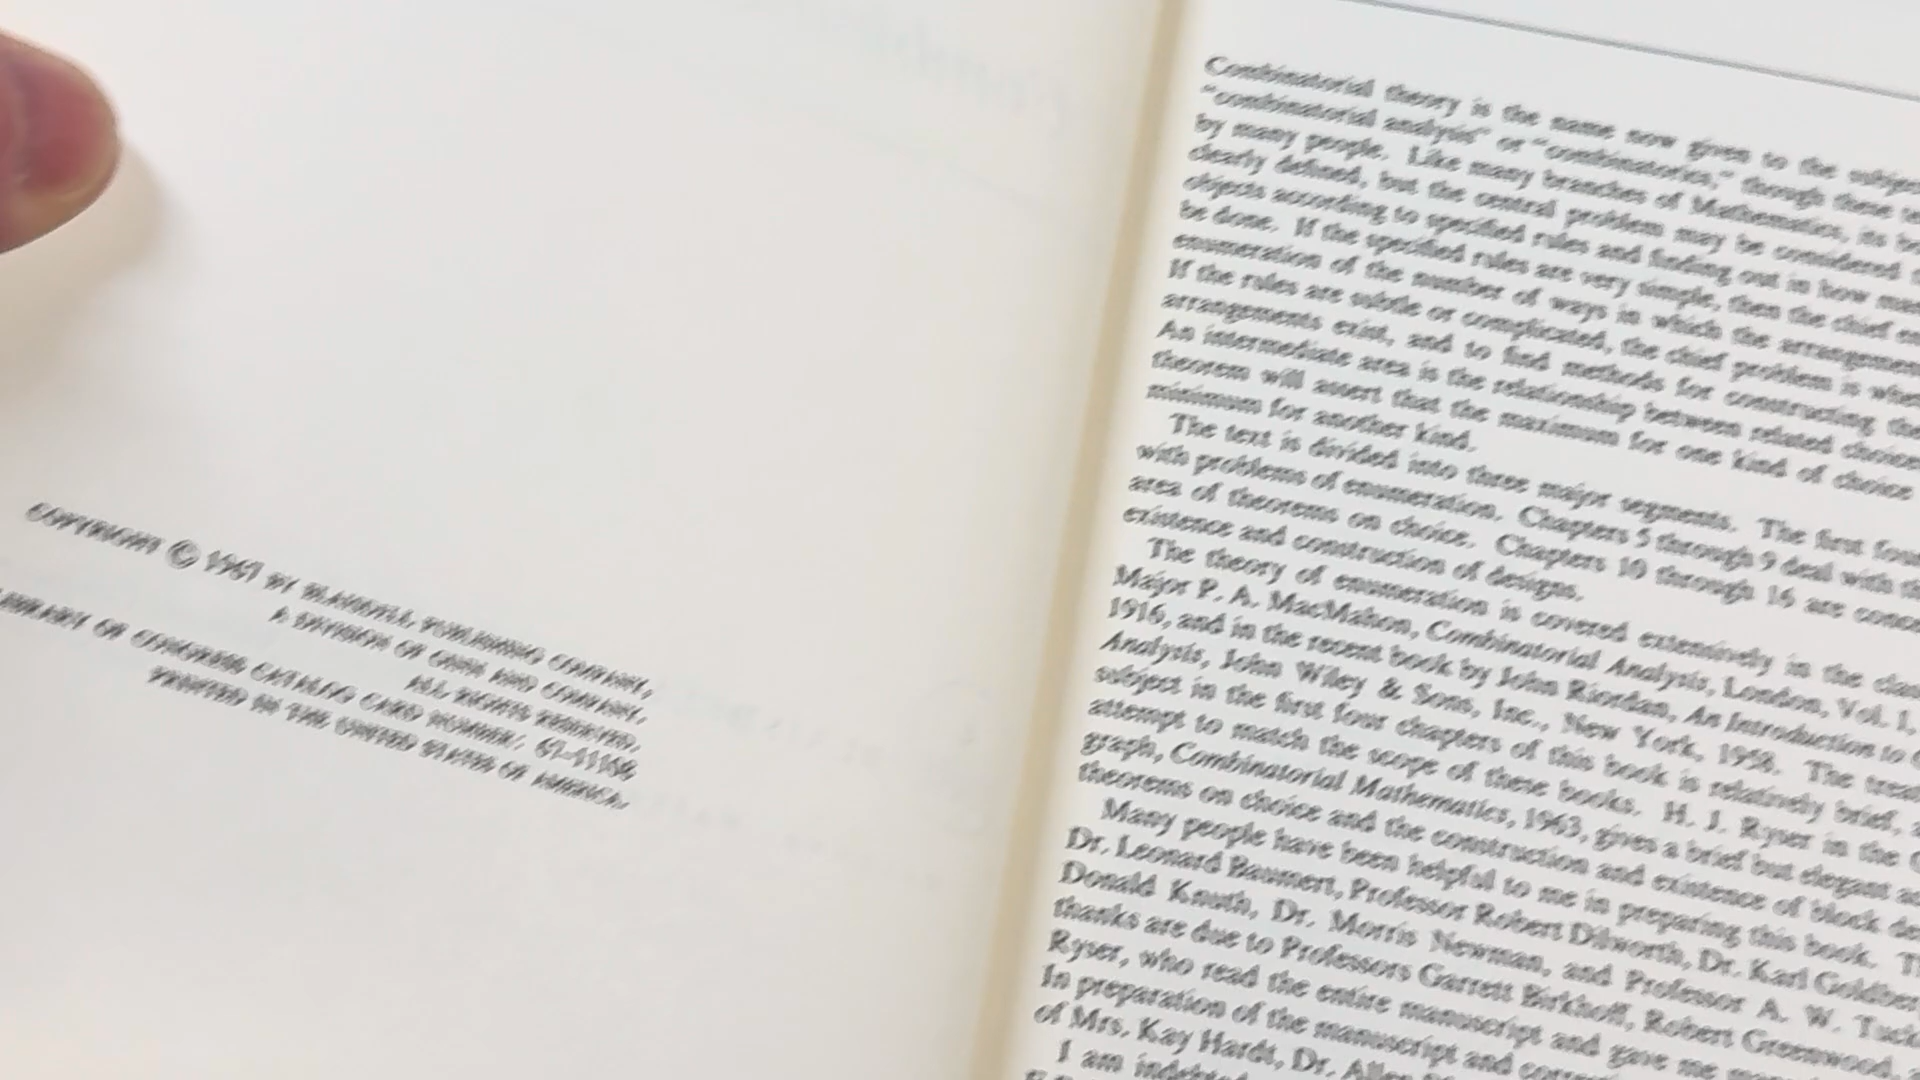 COPYRIGHT © 1967 BY BLAISDELL PUBLISHING COMPANY,
A DIVISION OF GINN AND COMPANY,
ALL RIGHTS RESERVED,
LIBRARY OF CONGRESS CATALOG CARD NUMBER: 67-11168,
PRINTED IN THE UNITED STATES OF AMERICA,
Combinatorial theory is the name now given to the subject
"combinatorial analysis" or "combinatorics," though these
by many people. Like many branches of Mathematics, its
clearly defined, but the central problem may be considered
objects according to specified rules and finding out in how
be done. If the specified rules are very simple, then the chief
enumeration of the number of ways in which the
If the rules are subtle or complicated, the chief problem is
arrangements exist, and to find methods for constructing
An intermediate area is the relationship between related
theorem will assert that the maximum for one kind of choice
minimum for another kind.
The text is divided into three major segments. The first
with problems of enumeration. Chapters 5 through 9 deal with
area of theorems on choice. Chapters 10 through 16 are
existence and construction of designs.
The theory of enumeration is covered extensively in the
Major P. A. MacMahon, Combinatorial Analysis, London, Vol. 1,
1916, and in the recent book by John Riordan, An Introduction to
Analysis, John Wiley & Sons, Inc., New York, 1958. The
subject in the first four chapters of this book is relatively brief,
attempt to match the scope of these books. H. J. Ryser in the
graph, Combinatorial Mathematics, 1963, gives a brief but elegant
theorems on choice and the construction and existence of block
Many people have been helpful to me in preparing this book.
Dr. Leonard Baumert, Professor Robert Dilworth, Dr. Karl
Donald Knuth, Dr. Morris Newman, and Professor A. W.
thanks are due to Professors Garrett Birkhoff, Robert Greenwood,
Ryser, who read the entire manuscript and gave me
In preparation of the manuscript and
of Mrs. Kay Hardt, Dr.
I am indebted